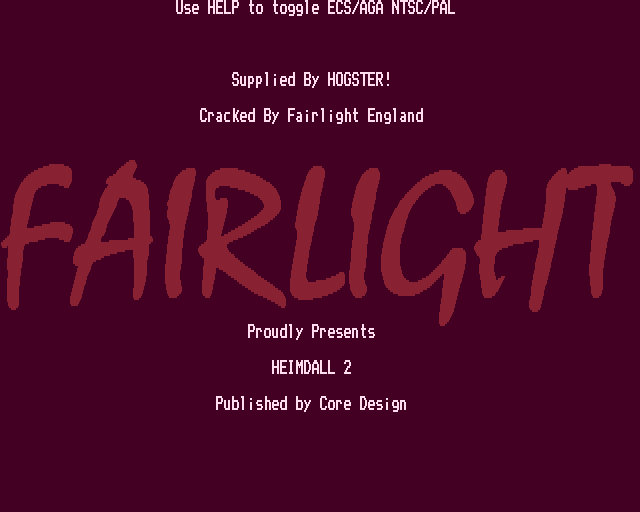 Use HELP to toggle ECS/AGA NTSC/PAL
Supplied By HOGSTER!
Cracked By Fairlight England
FAIRLIGHT
Proudly Presents
HEIMDALL 2
Published by Core Design